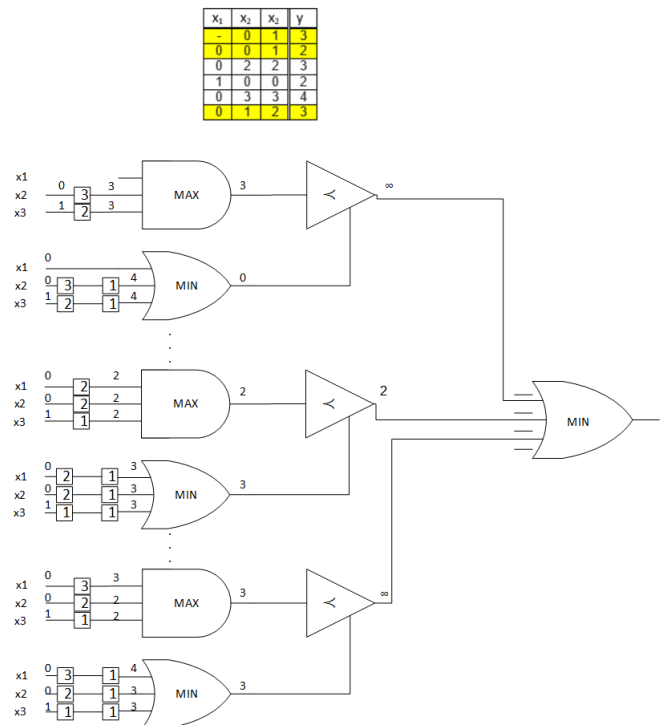 x₁ x₂ x₂ y
- 0 1 3
0 0 1 2
0 2 2 3
1 0 0 2
0 3 3 4
0 1 2 3
x1
x2 0 3 3
x3 1 2 3
MAX 3 ≺ ∞
x1 0
x2 0 3 1 4
x3 1 2 1 4
MIN 0
x1 0 2 2
x2 0 2 2
x3 1 1 2
MAX 2 ≺ 2
MIN
x1 0 2 1 3
x2 0 2 1 3
x3 1 1 1 3
MIN 3
x1 0 3 3
x2 0 2 2
x3 1 1 2
MAX 3 ≺ ∞
x1 0 3 1 4
x2 0 2 1 3
x3 1 1 1 3
MIN 3